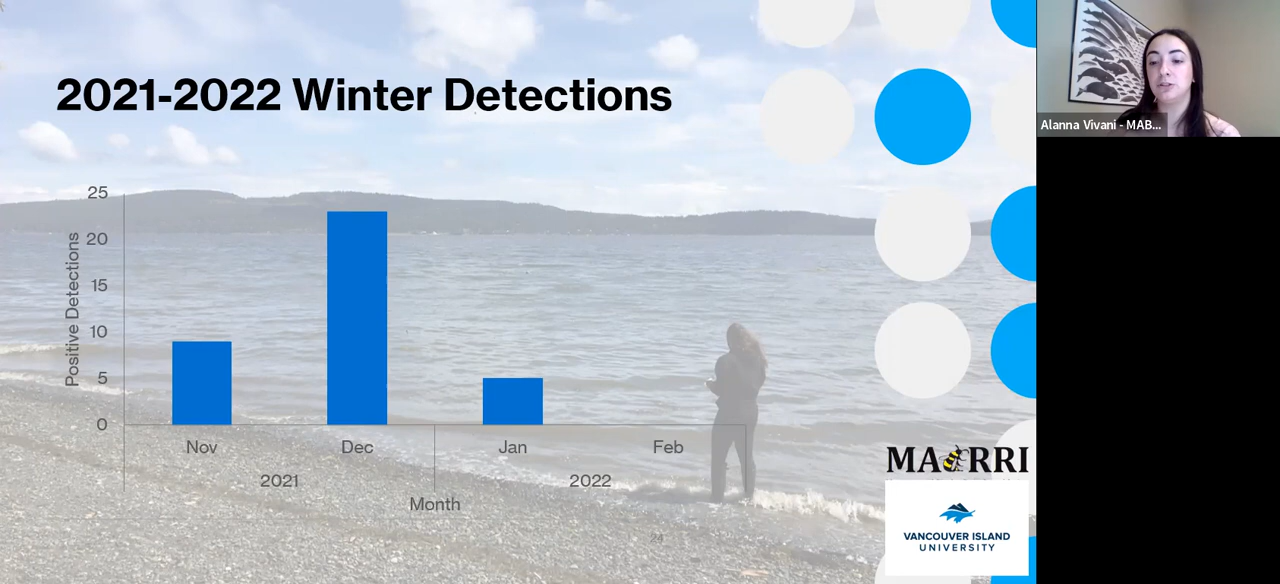 2021-2022 Winter Detections
Alanna Vivani - MAB...
25
20
15
10
5
0
Positive Detections
Nov
Dec
Jan
Feb
2021
2022
Month
24
VANCOUVER ISLAND
UNIVERSITY